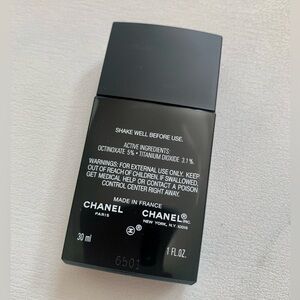 SHAKE WELL BEFORE USE.
ACTIVE INGREDIENTS:
OCTINOXATE 5% • TITANIUM DIOXIDE 3.1%
WARNINGS: FOR EXTERNAL USE ONLY. KEEP
OUT OF REACH OF CHILDREN. IF SWALLOWED,
GET MEDICAL HELP OR CONTACT A POISON
CONTROL CENTER RIGHT AWAY.
MADE IN FRANCE
CHANEL CHANEL® INC.
PARIS NEW YORK, N.Y. 10019
30 ml 1 FL.OZ.
6501